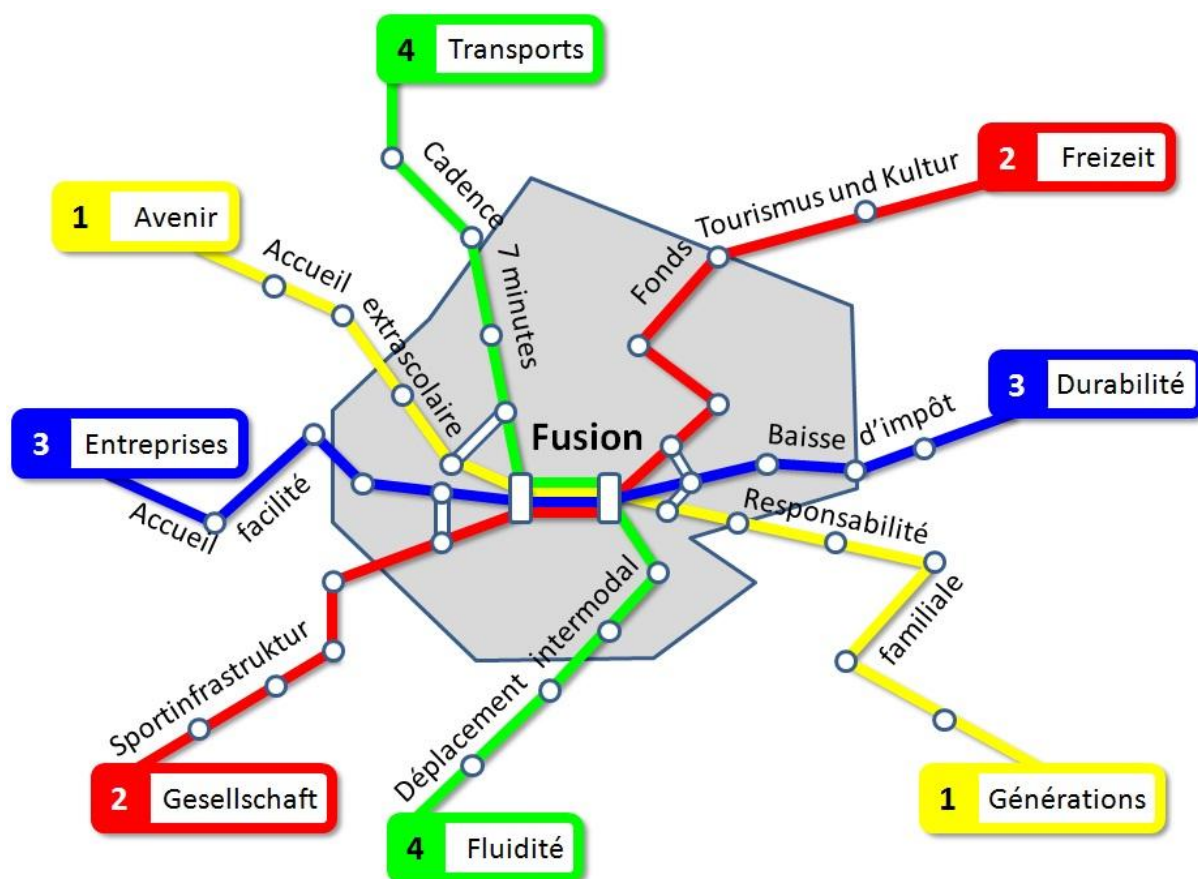 4 Transports
2 Freizeit
1 Avenir
3 Entreprises
3 Durabilité
Cadence 7 minutes
Fonds Tourismus und Kultur
Accueil extrascolaire
Fusion
Baisse d'impôt
Accueil facilité
Responsabilité familiale
Sportinfrastruktur
Déplacement intermodal
2 Gesellschaft
4 Fluidité
1 Générations